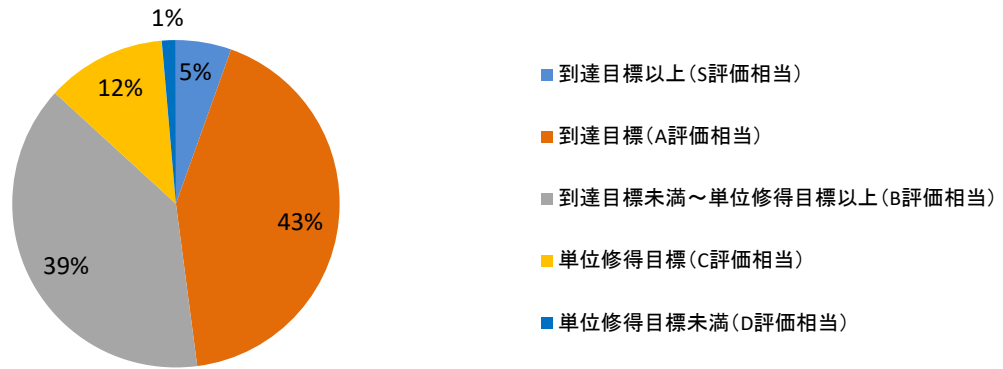 1%
5%
12%
43%
39%
到達目標以上（S評価相当）
到達目標（A評価相当）
到達目標未満～単位修得目標以上（B評価相当）
単位修得目標（C評価相当）
単位修得目標未満（D評価相当）